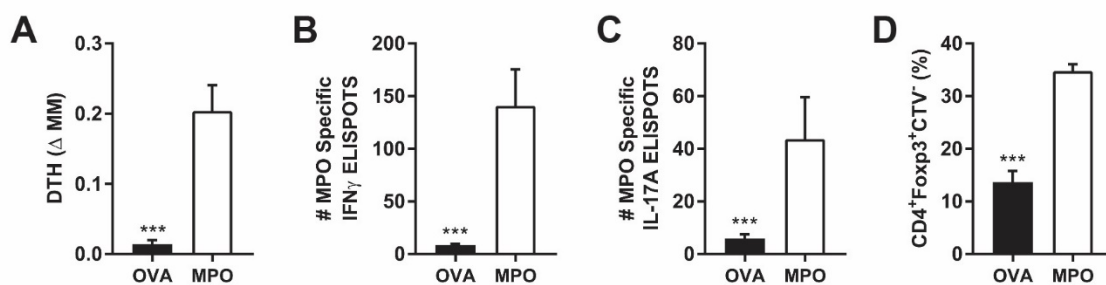 A
DTH (Δ MM)
0.3
0.2
0.1
0.0
***
OVA MPO
B
# MPO Specific
IFNγ ELISPOTS
200
150
100
50
0
***
OVA MPO
C
# MPO Specific
IL-17A ELISPOTS
80
60
40
20
0
***
OVA MPO
D
CD4⁺Foxp3⁺CTV⁻ (%)
40
30
20
10
0
***
OVA MPO